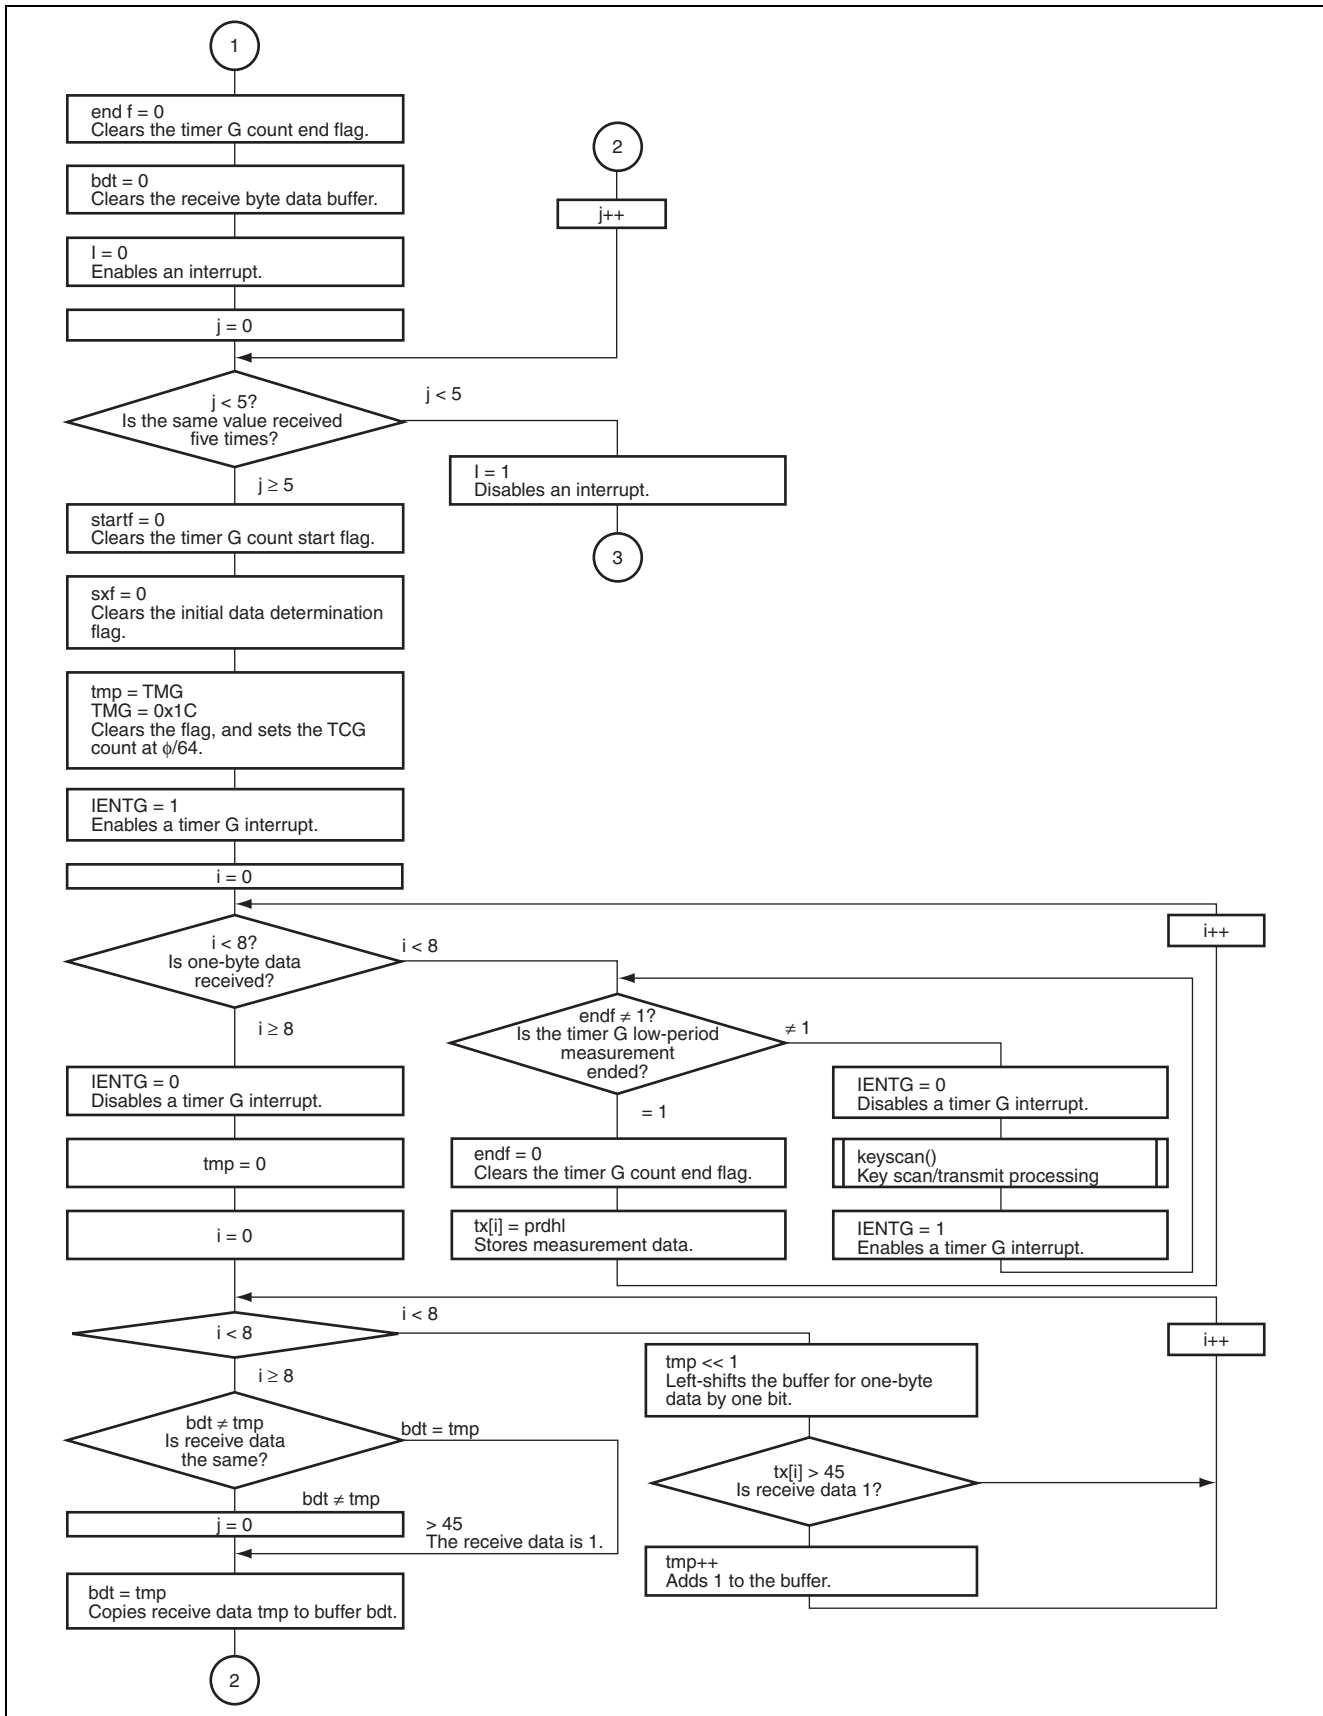 1
end f = 0
Clears the timer G count end flag.
bdt = 0
Clears the receive byte data buffer.
I = 0
Enables an interrupt.
j = 0
2
j++
j < 5?
Is the same value received
five times?
j < 5
j ≥ 5
I = 1
Disables an interrupt.
3
startf = 0
Clears the timer G count start flag.
sxf = 0
Clears the initial data determination
flag.
tmp = TMG
TMG = 0x1C
Clears the flag, and sets the TCG
count at ϕ/64.
IENTG = 1
Enables a timer G interrupt.
i = 0
i++
i < 8?
Is one-byte data
received?
i < 8
i ≥ 8
endf ≠ 1?
Is the timer G low-period
measurement
ended?
≠ 1
= 1
IENTG = 0
Disables a timer G interrupt.
keyscan()
Key scan/transmit processing
IENTG = 1
Enables a timer G interrupt.
endf = 0
Clears the timer G count end flag.
tx[i] = prdhl
Stores measurement data.
IENTG = 0
Disables a timer G interrupt.
tmp = 0
i = 0
i < 8
i < 8
i ≥ 8
i++
tmp << 1
Left-shifts the buffer for one-byte
data by one bit.
tx[i] > 45
Is receive data 1?
tmp++
Adds 1 to the buffer.
bdt ≠ tmp
Is receive data
the same?
bdt = tmp
bdt ≠ tmp
j = 0
> 45
The receive data is 1.
bdt = tmp
Copies receive data tmp to buffer bdt.
2